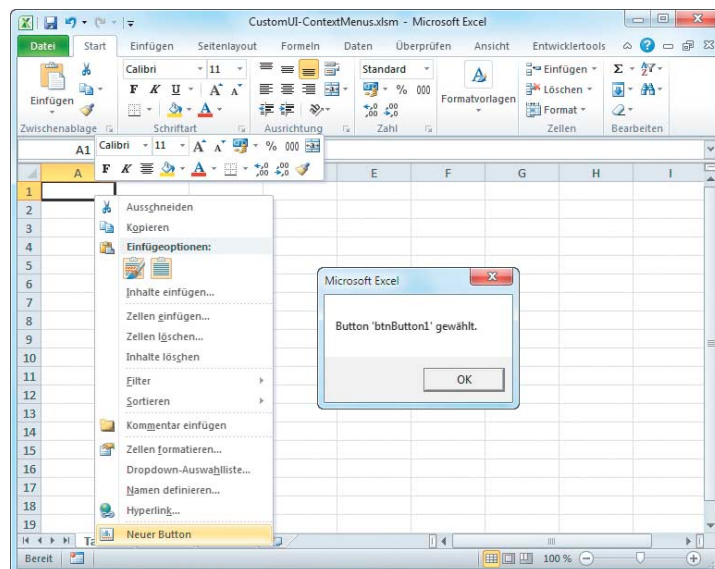 CustomUI-ContextMenus.xlsm - Microsoft Excel
Datei Start Einfügen Seitenlayout Formeln Daten Überprüfen Ansicht Entwicklertools
Calibri 11 Standard Einfügen
Einfügen F K U % 000 Formatvorlagen Löschen
Format
Zwischenablage Schriftart Ausrichtung Zahl Zellen Bearbeiten
A1 Calibri 11 A A % 000
F K A
A E F G H I
1
2 Ausschneiden
3 Kopieren
4 Einfügeoptionen:
5
6 Microsoft Excel
Inhalte einfügen...
7
8 Zellen einfügen...
Button 'btnButton1' gewählt.
9 Zellen löschen...
10 Inhalte löschen
11 Filter
OK
12 Sortieren
13
14 Kommentar einfügen
15 Zellen formatieren...
16 Dropdown-Auswahlliste...
17 Namen definieren...
18 Hyperlink...
19
Neuer Button
Bereit 100 %